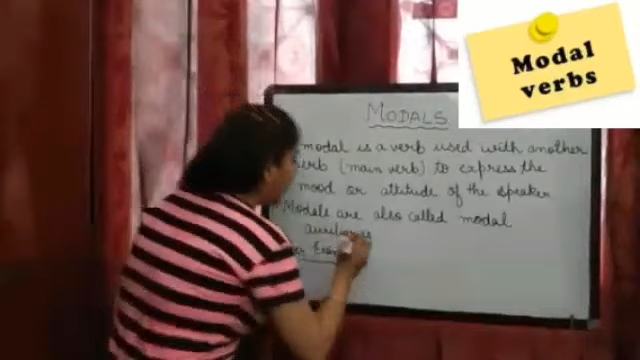 Modal
verbs
MODALS
modal is a verb used with another
verb (main verb) to express the
mood or attitude of the speaker
Modals are also called modal
auxiliaries